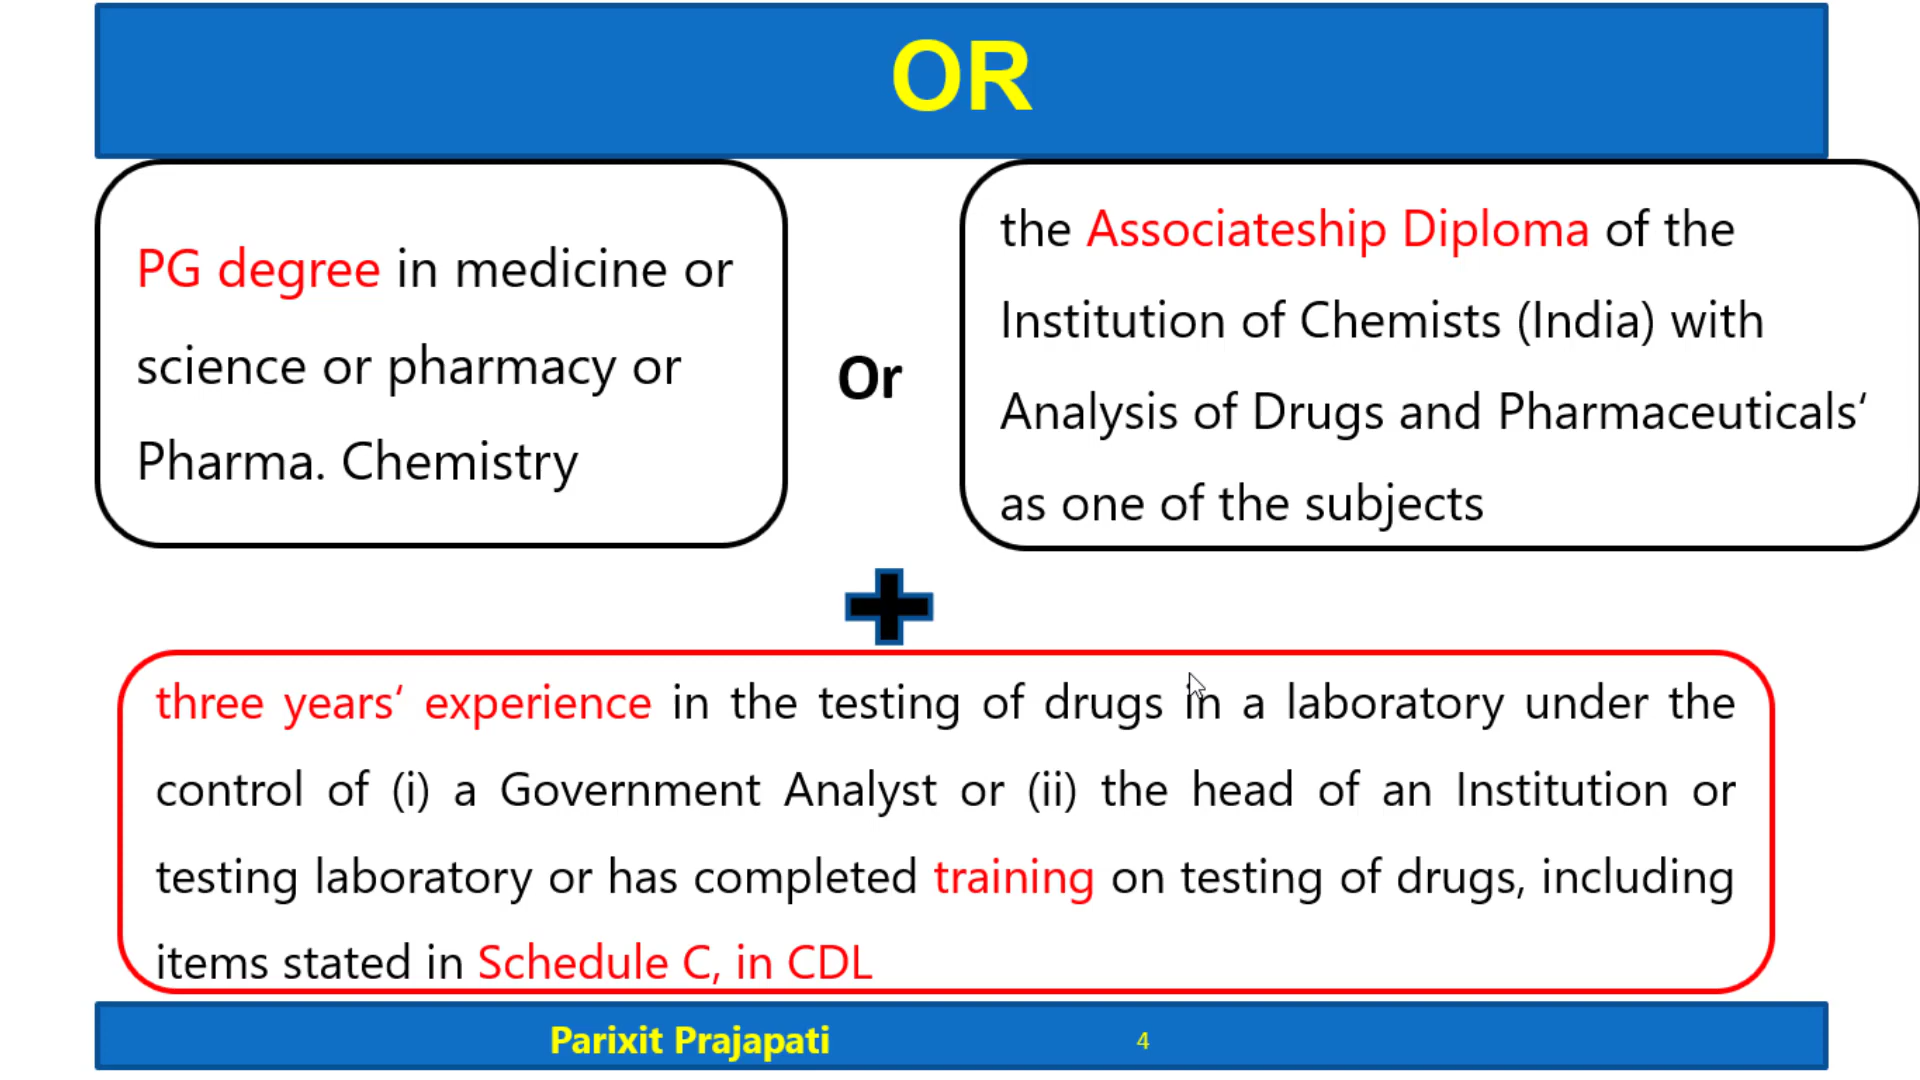 OR
PG degree in medicine or
science or pharmacy or
Pharma. Chemistry
Or
the Associateship Diploma of the
Institution of Chemists (India) with
Analysis of Drugs and Pharmaceuticals‘
as one of the subjects
three years‘ experience in the testing of drugs in a laboratory under the
control of (i) a Government Analyst or (ii) the head of an Institution or
testing laboratory or has completed training on testing of drugs, including
items stated in Schedule C, in CDL
Parixit Prajapati
4